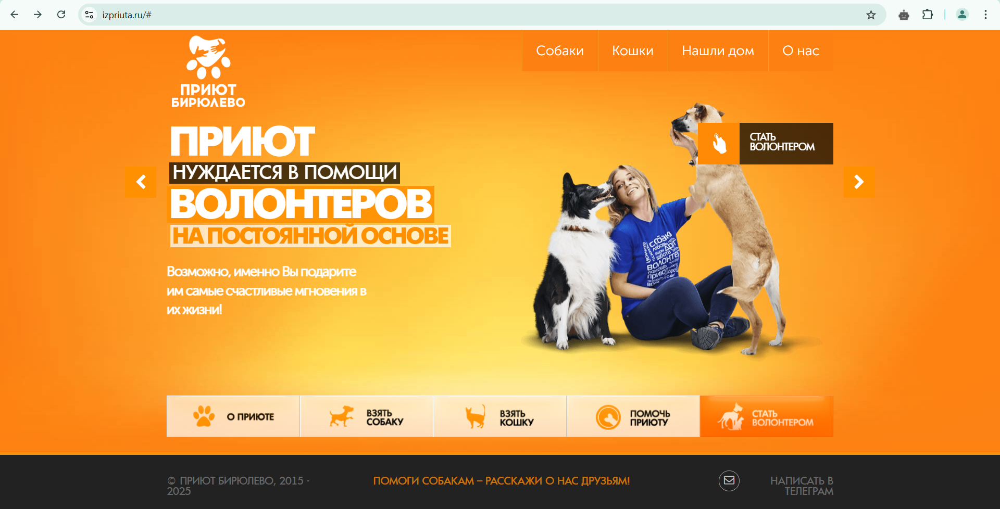 izpriuta.ru/#
ПРИЮТ
БИРЮЛЕВО
Собаки
Кошки
Нашли дом
О нас
ПРИЮТ
НУЖДАЕТСЯ В ПОМОЩИ
ВОЛОНТЕРОВ
НА ПОСТОЯННОЙ ОСНОВЕ
Возможно, именно Вы подарите
им самые счастливые мгновения в
их жизни!
СТАТЬ
ВОЛОНТЕРОМ
О ПРИЮТЕ
ВЗЯТЬ
СОБАКУ
ВЗЯТЬ
КОШКУ
ПОМОЧЬ
ПРИЮТУ
СТАТЬ
ВОЛОНТЕРОМ
© ПРИЮТ БИРЮЛЕВО, 2015 -
2025
ПОМОГИ СОБАКАМ – РАССКАЖИ О НАС ДРУЗЬЯМ!
НАПИСАТЬ В
ТЕЛЕГРАМ